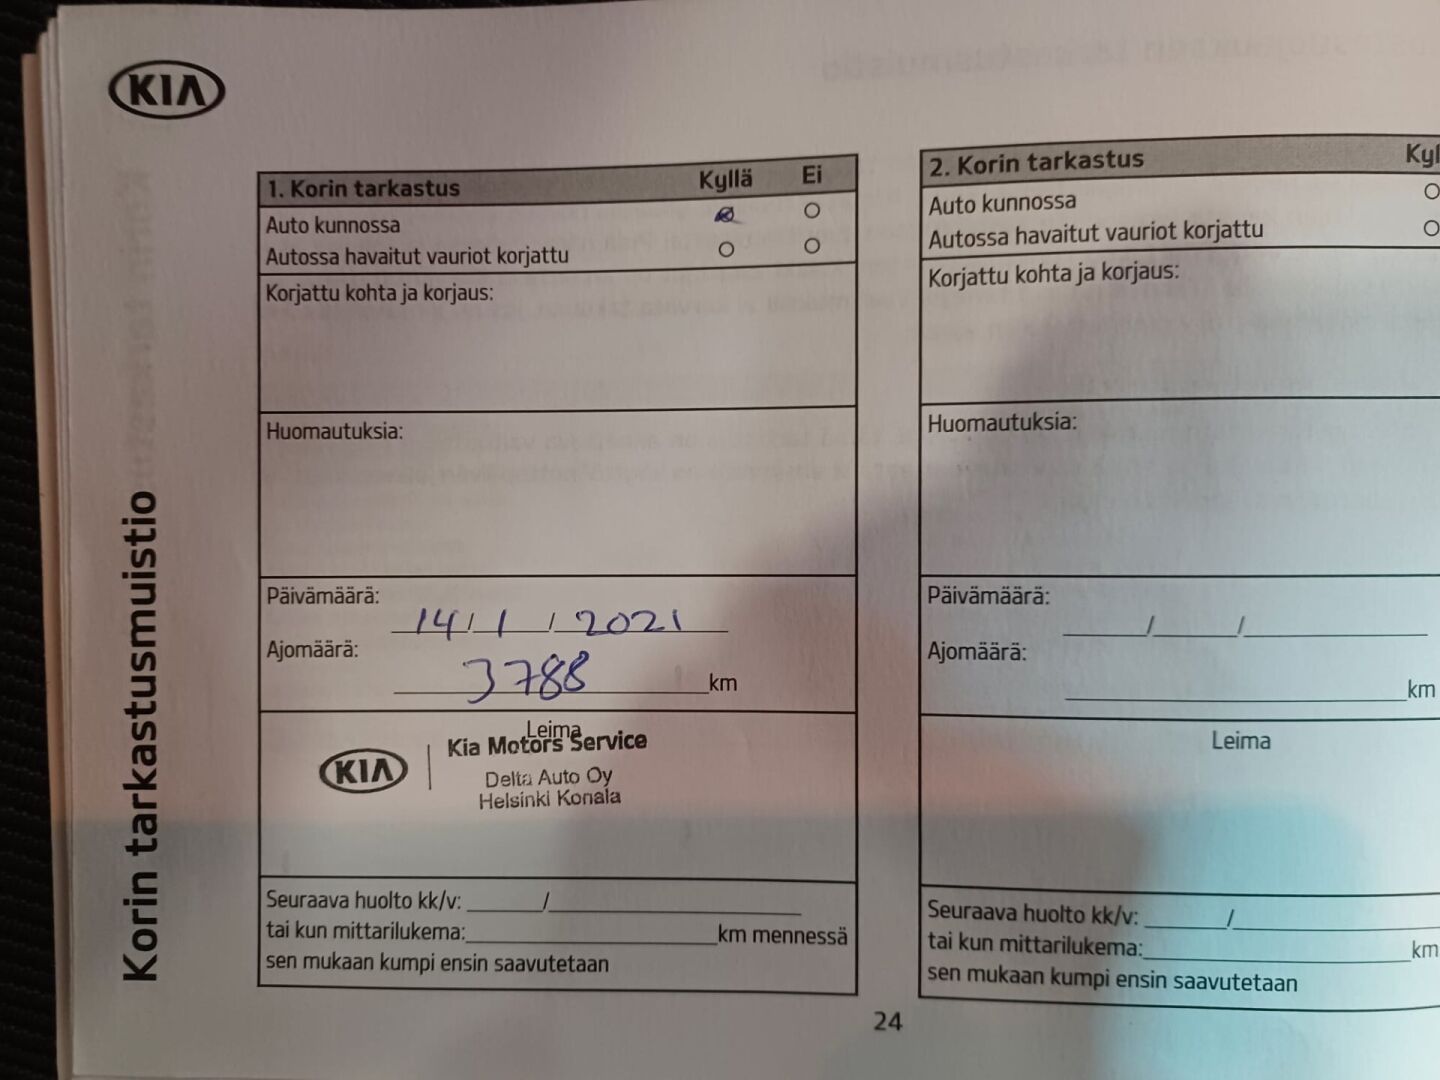 KIA
Korin tarkastusmuistio
1. Korin tarkastus Kyllä Ei
Auto kunnossa
Autossa havaitut vauriot korjattu
Korjattu kohta ja korjaus:
Huomautuksia:
Päivämäärä: 14/1/2021
Ajomäärä: 3788 km
Leima
KIA Kia Motors Service
Delta Auto Oy
Helsinki Konala
Seuraava huolto kk/v: /
tai kun mittarilukema: km mennessä
sen mukaan kumpi ensin saavutetaan
2. Korin tarkastus Kyl
Auto kunnossa
Autossa havaitut vauriot korjattu
Korjattu kohta ja korjaus:
Huomautuksia:
Päivämäärä: / /
Ajomäärä: km
Leima
Seuraava huolto kk/v: /
tai kun mittarilukema: km
sen mukaan kumpi ensin saavutetaan
24